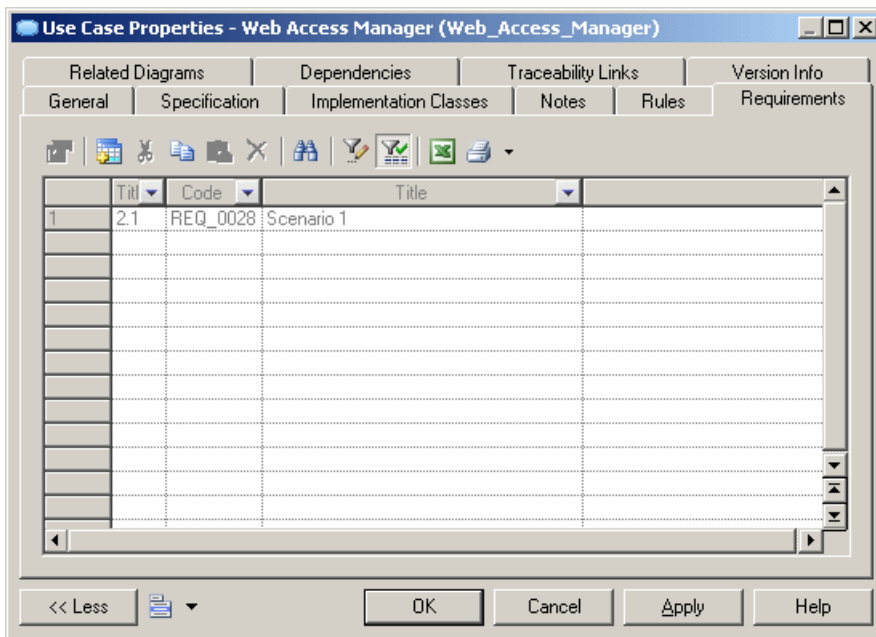 Use Case Properties - Web Access Manager (Web_Access_Manager)
Related Diagrams Dependencies Traceability Links Version Info
General Specification Implementation Classes Notes Rules Requirements
Titl Code Title
1 2.1 REQ_0028 Scenario 1
<< Less OK Cancel Apply Help